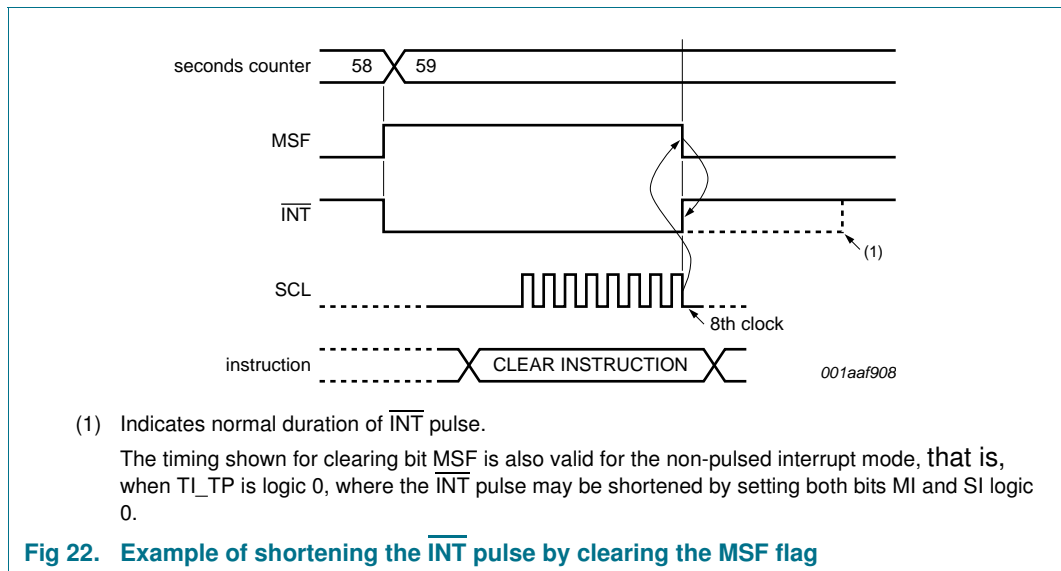 seconds counter 58 59
MSF
INT
(1)
SCL
8th clock
instruction CLEAR INSTRUCTION
001aaf908
(1) Indicates normal duration of INT pulse.
The timing shown for clearing bit MSF is also valid for the non-pulsed interrupt mode, that is,
when TI_TP is logic 0, where the INT pulse may be shortened by setting both bits MI and SI logic
0.
Fig 22. Example of shortening the INT pulse by clearing the MSF flag